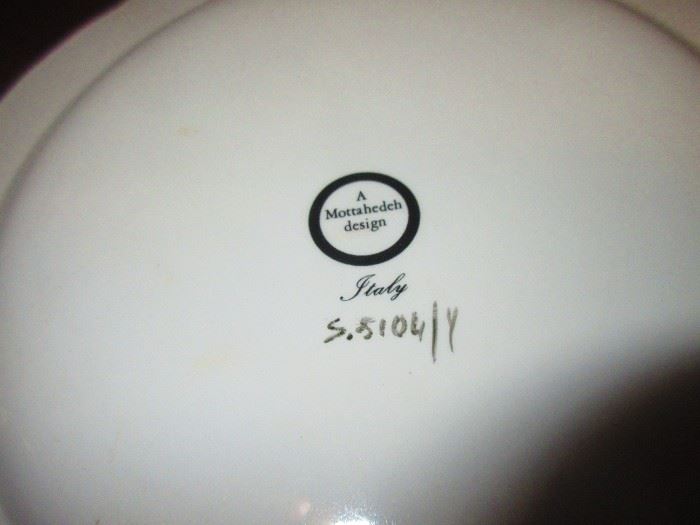 A
Mottahedeh
design
Italy
S.5104/Y